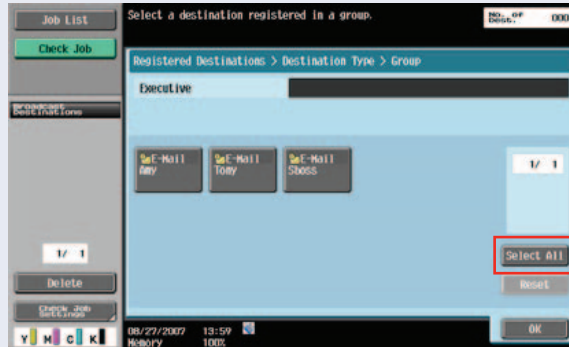 Job List
Select a destination registered in a group.
No. of
Dest.
000
Check Job
Registered Destinations > Destination Type > Group
Executive
Broadcast
Destinations
E-Mail
Amy
E-Mail
Tony
E-Mail
Sboss
1/ 1
1/ 1
Select All
Delete
Reset
Check Job
Settings
OK
Y M C K
08/27/2007 13:59
Memory 100%